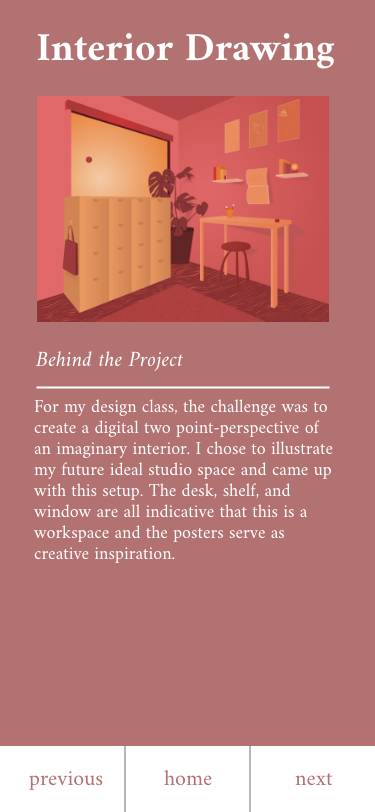 Interior Drawing
Behind the Project
For my design class, the challenge was to
create a digital two point-perspective of
an imaginary interior. I chose to illustrate
my future ideal studio space and came up
with this setup. The desk, shelf, and
window are all indicative that this is a
workspace and the posters serve as
creative inspiration.
previous
home
next